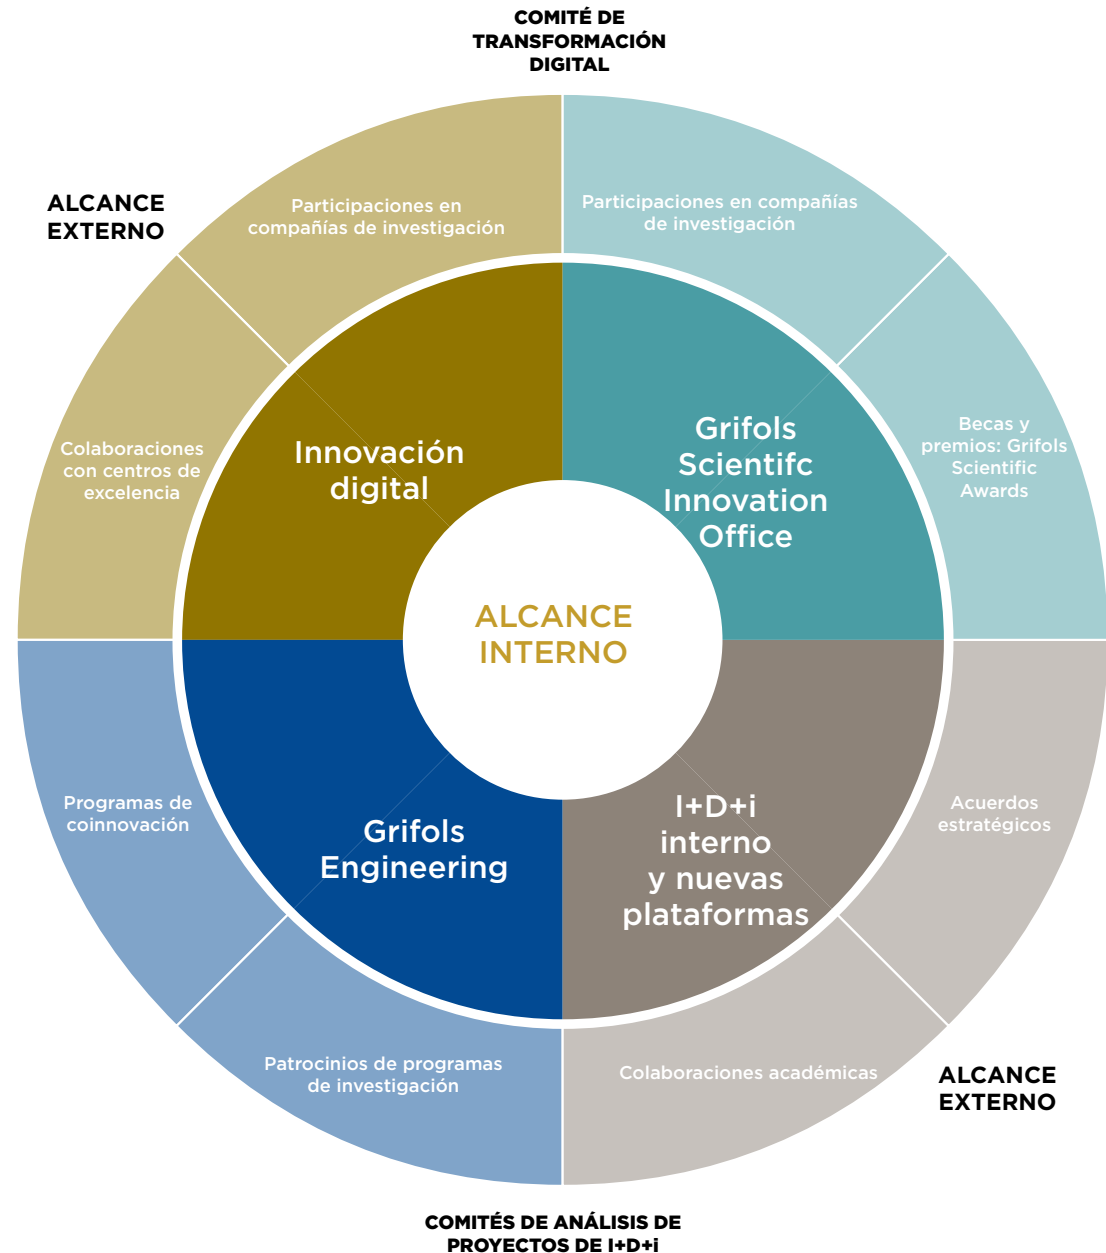 COMITÉ DE
TRANSFORMACIÓN
DIGITAL
ALCANCE
EXTERNO
Participaciones en
compañías de investigación
Participaciones en compañías
de investigación
Colaboraciones
con centros de
excelencia
Innovación
digital
Grifols
Scientifc
Innovation
Office
Becas y
premios: Grifols
Scientific
Awards
ALCANCE
INTERNO
Programas de
coinnovación
Grifols
Engineering
I+D+i
interno
y nuevas
plataformas
Acuerdos
estratégicos
Patrocinios de programas
de investigación
Colaboraciones académicas
ALCANCE
EXTERNO
COMITÉS DE ANÁLISIS DE
PROYECTOS DE I+D+i